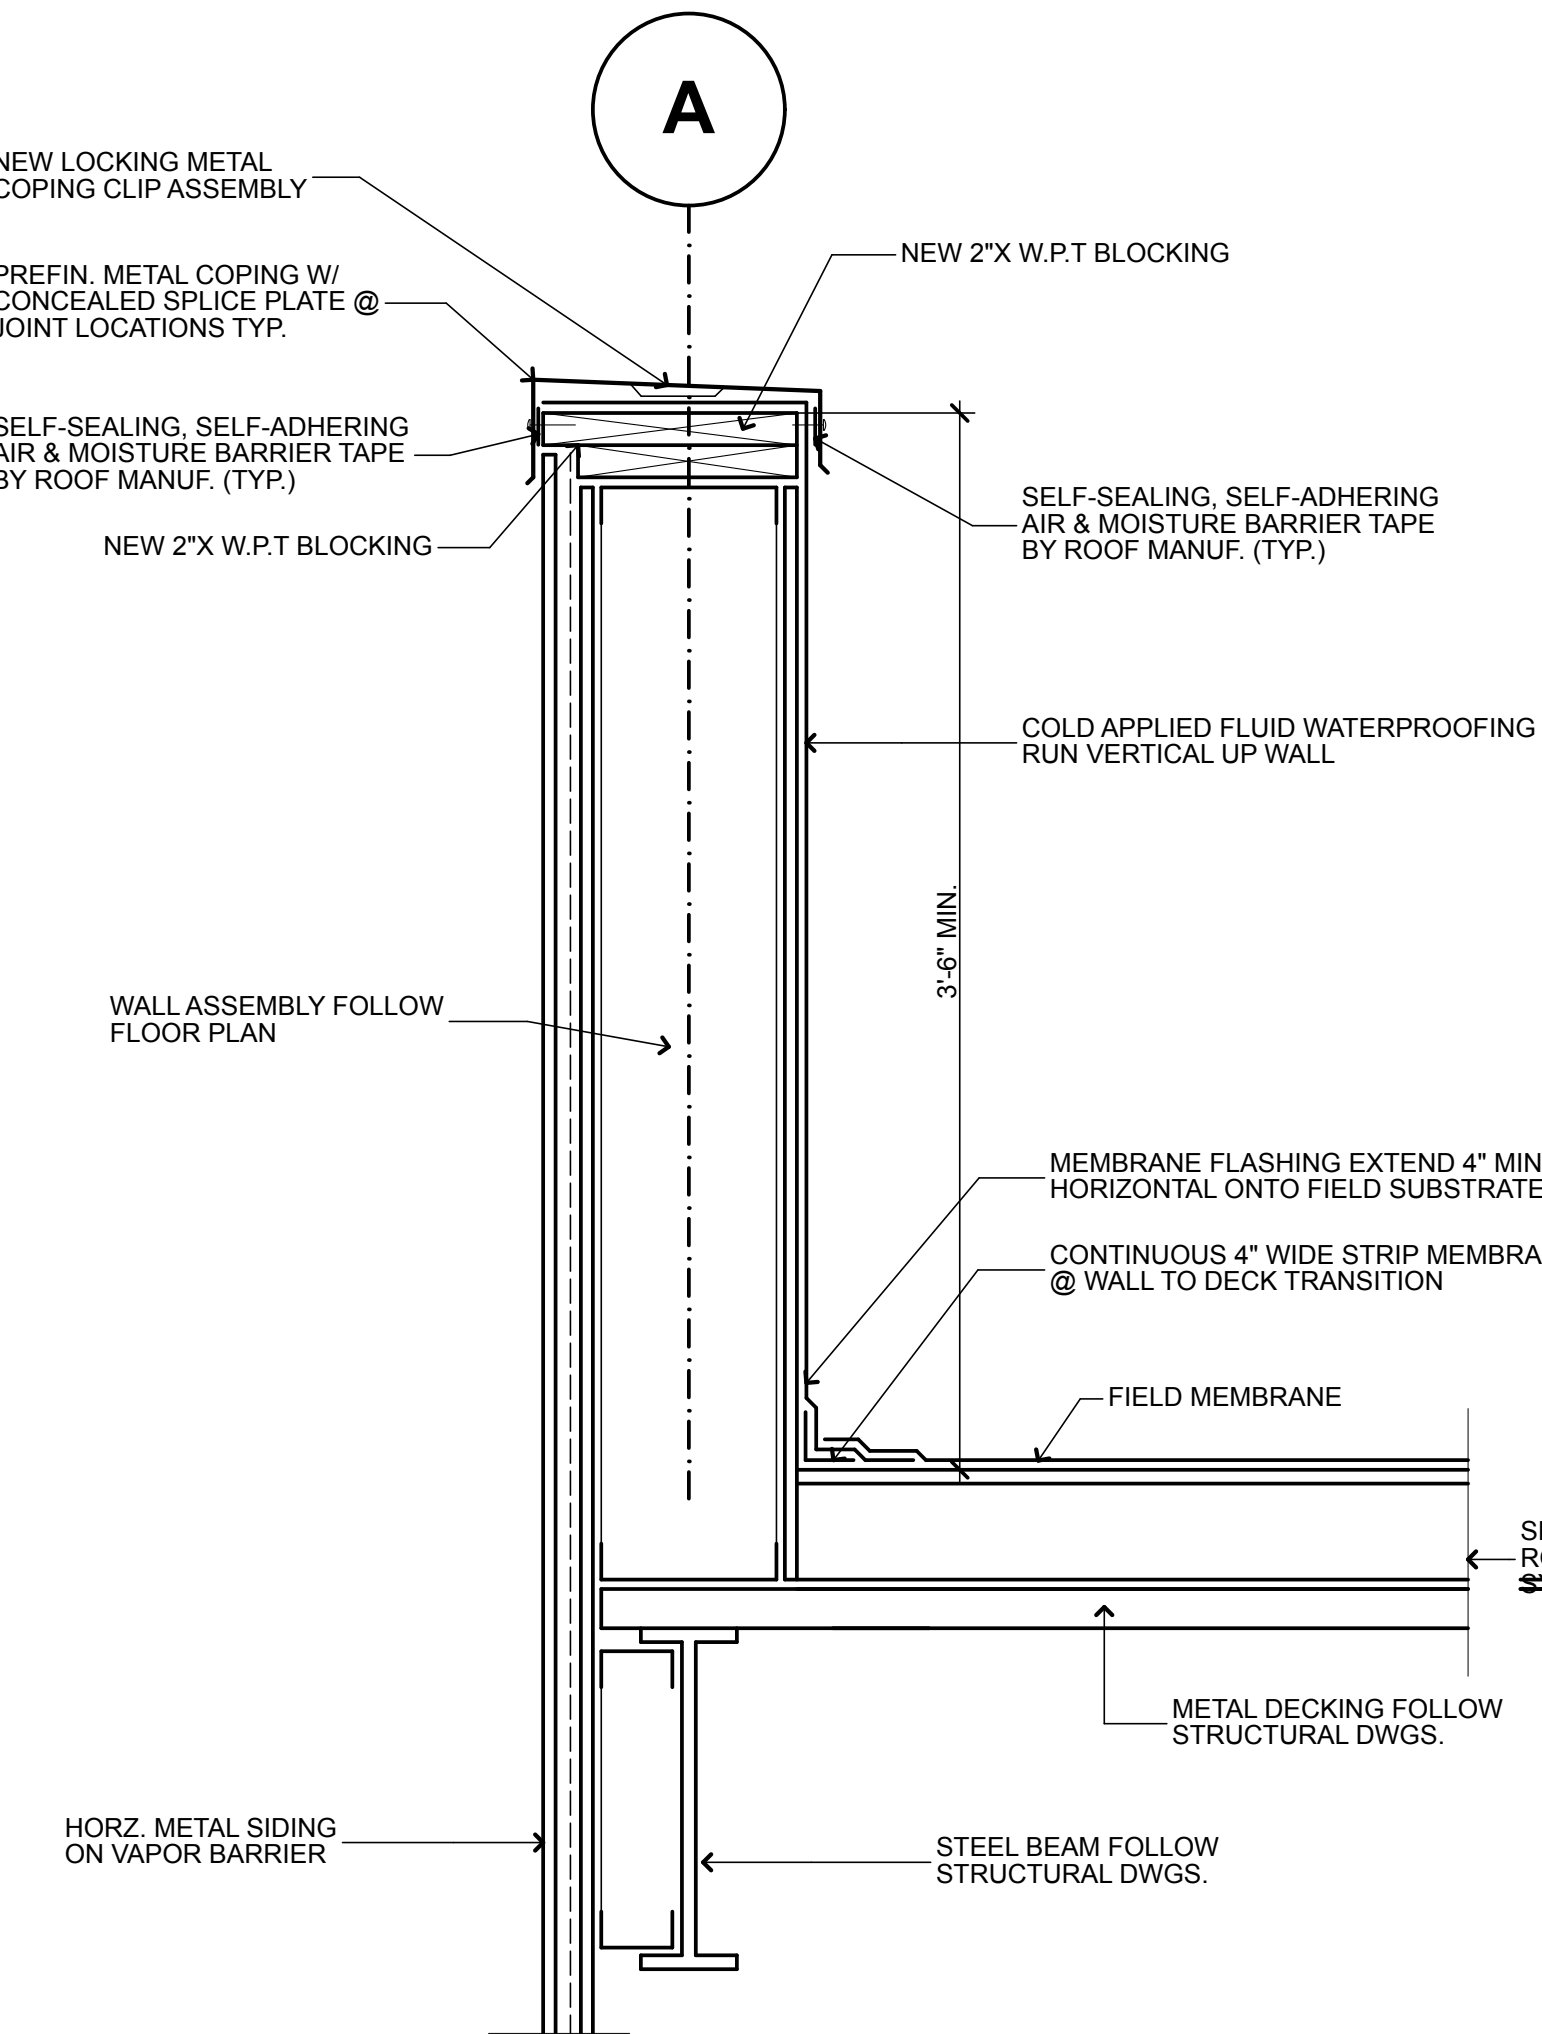 A
NEW LOCKING METAL
COPING CLIP ASSEMBLY
NEW 2"X W.P.T BLOCKING
PREFIN. METAL COPING W/
CONCEALED SPLICE PLATE @
JOINT LOCATIONS TYP.
SELF-SEALING, SELF-ADHERING
AIR & MOISTURE BARRIER TAPE
BY ROOF MANUF. (TYP.)
SELF-SEALING, SELF-ADHERING
AIR & MOISTURE BARRIER TAPE
BY ROOF MANUF. (TYP.)
NEW 2"X W.P.T BLOCKING
COLD APPLIED FLUID WATERPROOFING
RUN VERTICAL UP WALL
3'-6" MIN.
WALL ASSEMBLY FOLLOW
FLOOR PLAN
MEMBRANE FLASHING EXTEND 4" MIN
HORIZONTAL ONTO FIELD SUBSTRATE
CONTINUOUS 4" WIDE STRIP
@ WALL TO DECK TRANSITION
FIELD MEMBRANE
METAL DECKING FOLLOW
STRUCTURAL DWGS.
HORZ. METAL SIDING
ON VAPOR BARRIER
STEEL BEAM FOLLOW
STRUCTURAL DWGS.